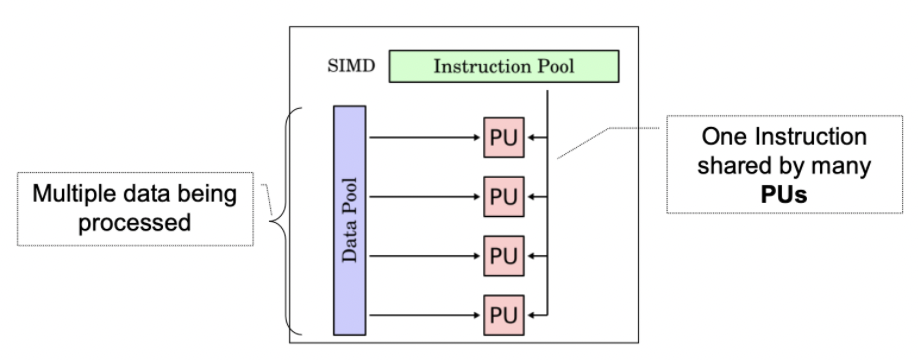 SIMD
Instruction Pool
PU
PU
PU
PU
Data Pool
Multiple data being
processed
One Instruction
shared by many
PUs